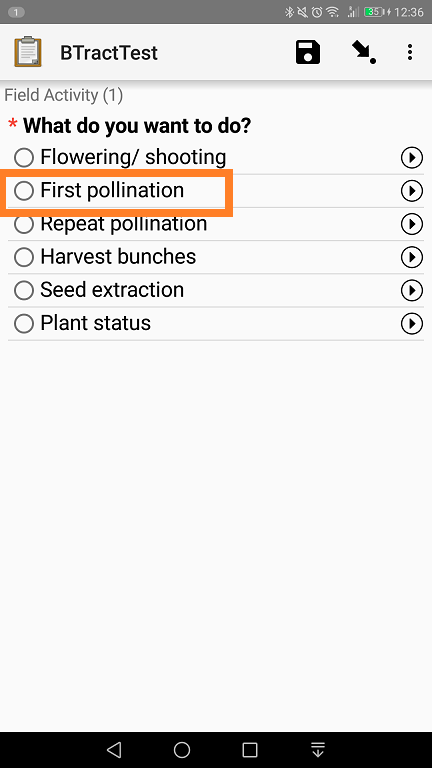 1
35
12:36
BTractTest
Field Activity (1)
* What do you want to do?
Flowering/ shooting
First pollination
Repeat pollination
Harvest bunches
Seed extraction
Plant status